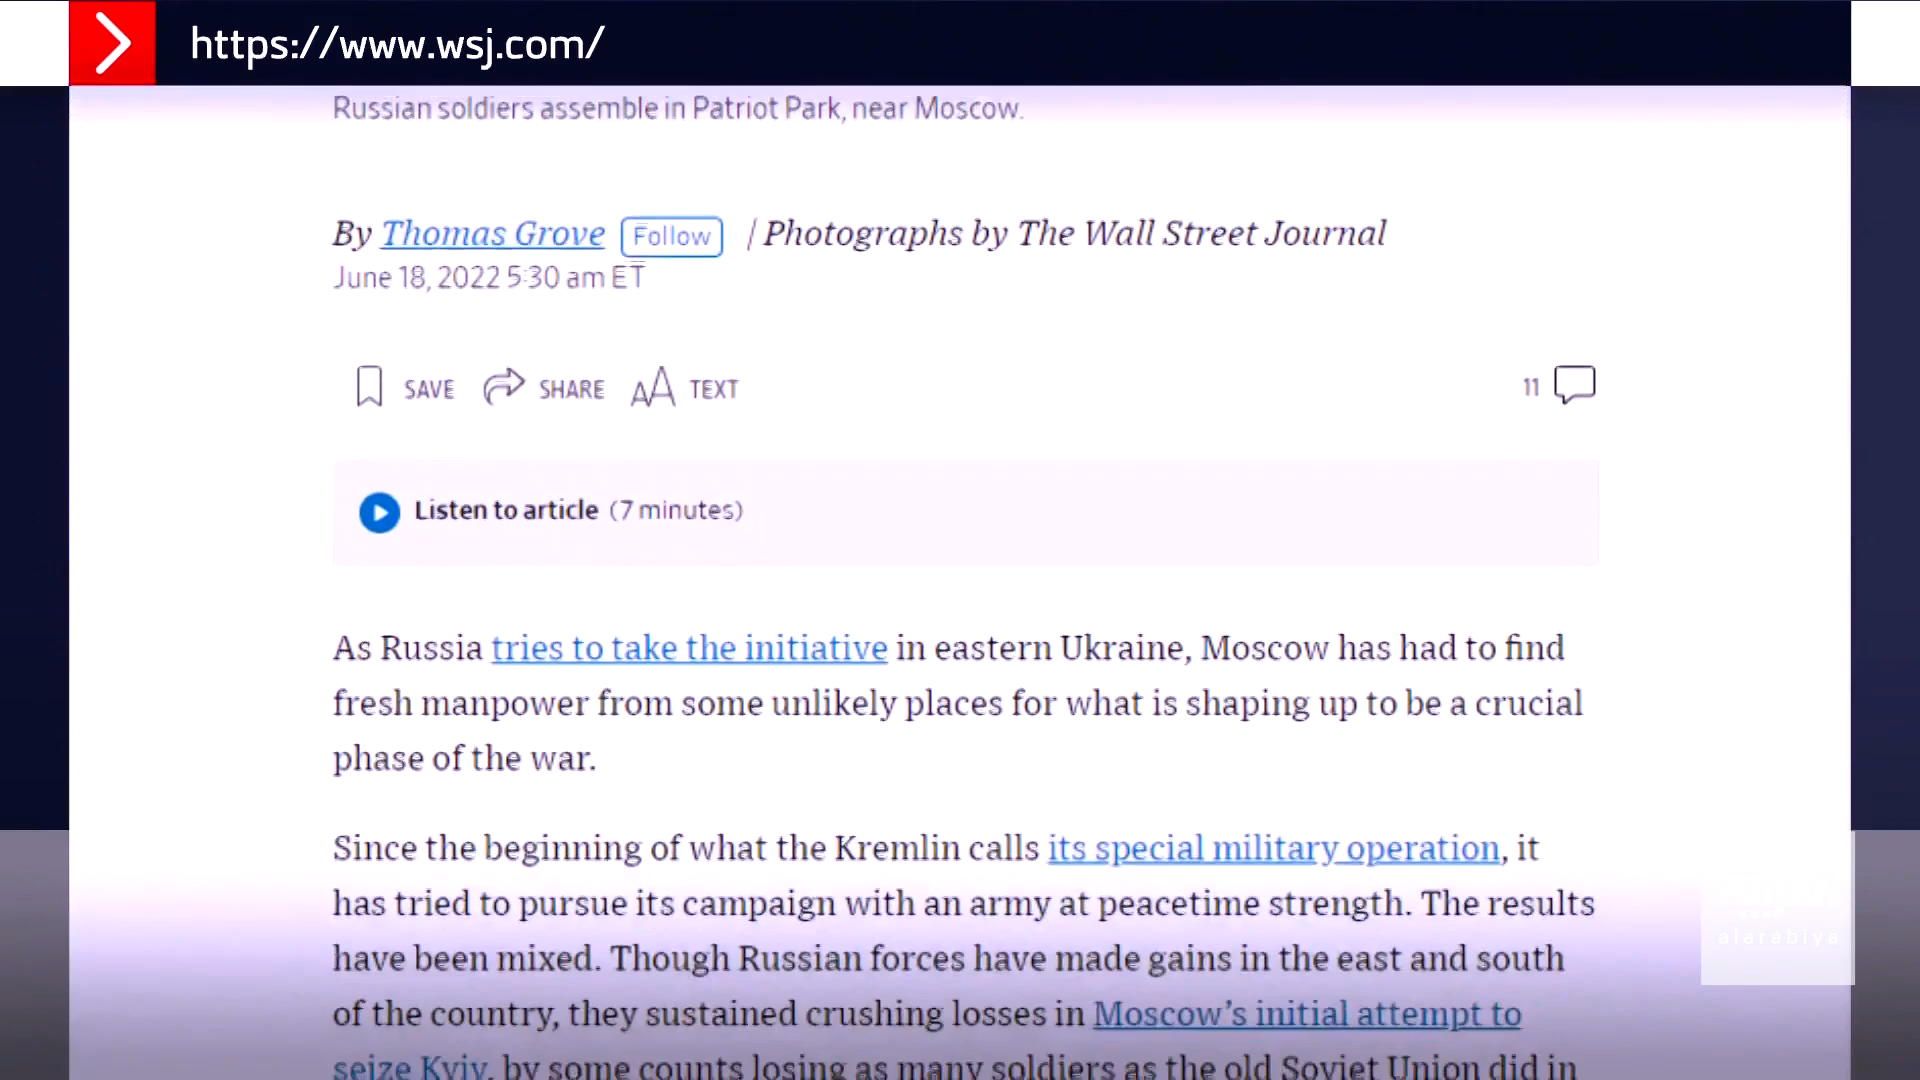 https://www.wsj.com/
Russian soldiers assemble in Patriot Park, near Moscow.
By Thomas Grove Follow | Photographs by The Wall Street Journal
June 18, 2022 5:30 am ET
SAVE SHARE AA TEXT 11
Listen to article (7 minutes)
As Russia tries to take the initiative in eastern Ukraine, Moscow has had to find
fresh manpower from some unlikely places for what is shaping up to be a crucial
phase of the war.
Since the beginning of what the Kremlin calls its special military operation, it
has tried to pursue its campaign with an army at peacetime strength. The results
have been mixed. Though Russian forces have made gains in the east and south
alarabiya
of the country, they sustained crushing losses in Moscow's initial attempt to
seize Kyiv, by some counts losing as many soldiers as the old Soviet Union did in